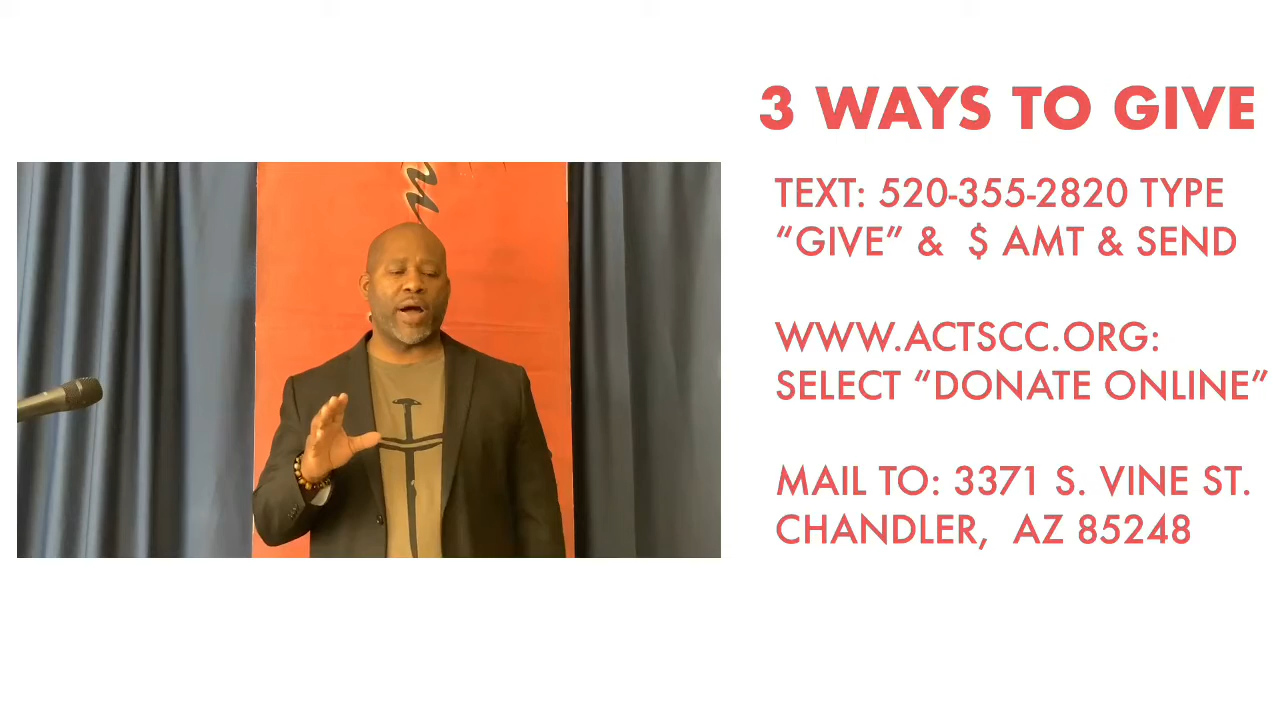 3 WAYS TO GIVE
TEXT: 520-355-2820 TYPE
“GIVE” &  $ AMT & SEND
WWW.ACTSCC.ORG:
SELECT “DONATE ONLINE”
MAIL TO: 3371 S. VINE ST.
CHANDLER,  AZ 85248